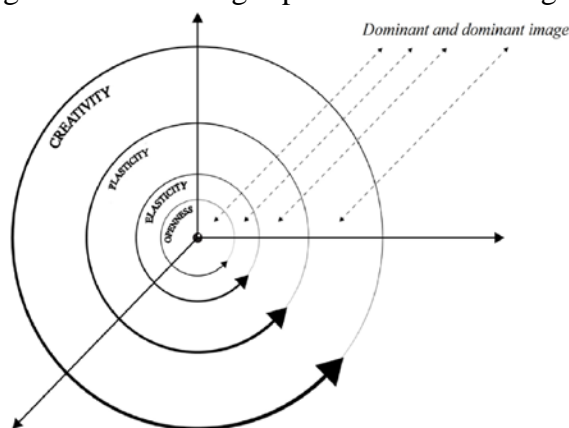 Dominant and dominant image
CREATIVITY
PLASTICITY
ELASTICITY
OPENNESS